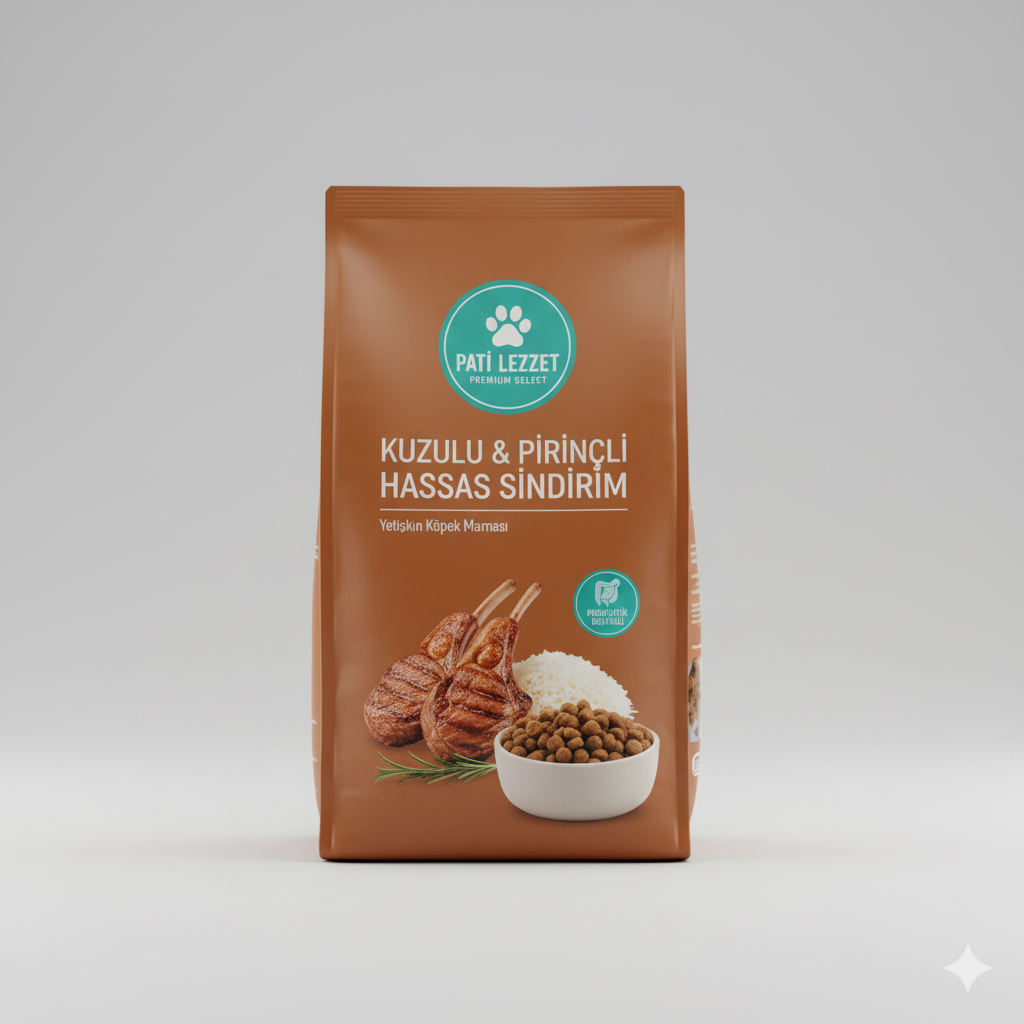 PATİ LEZZET
PREMIUM SELECT
KUZULU & PİRİNÇLİ
HASSAS SİNDİRİM
Yetişkin Köpek Maması